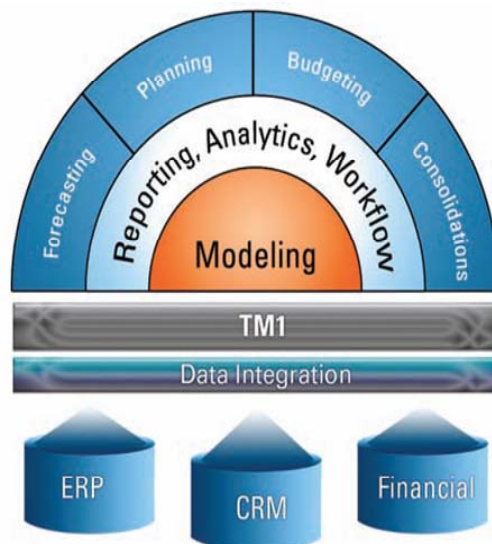 Forecasting
Planning
Budgeting
Consolidations
Reporting, Analytics, Workflow
Modeling
TM1
Data Integration
ERP
CRM
Financial